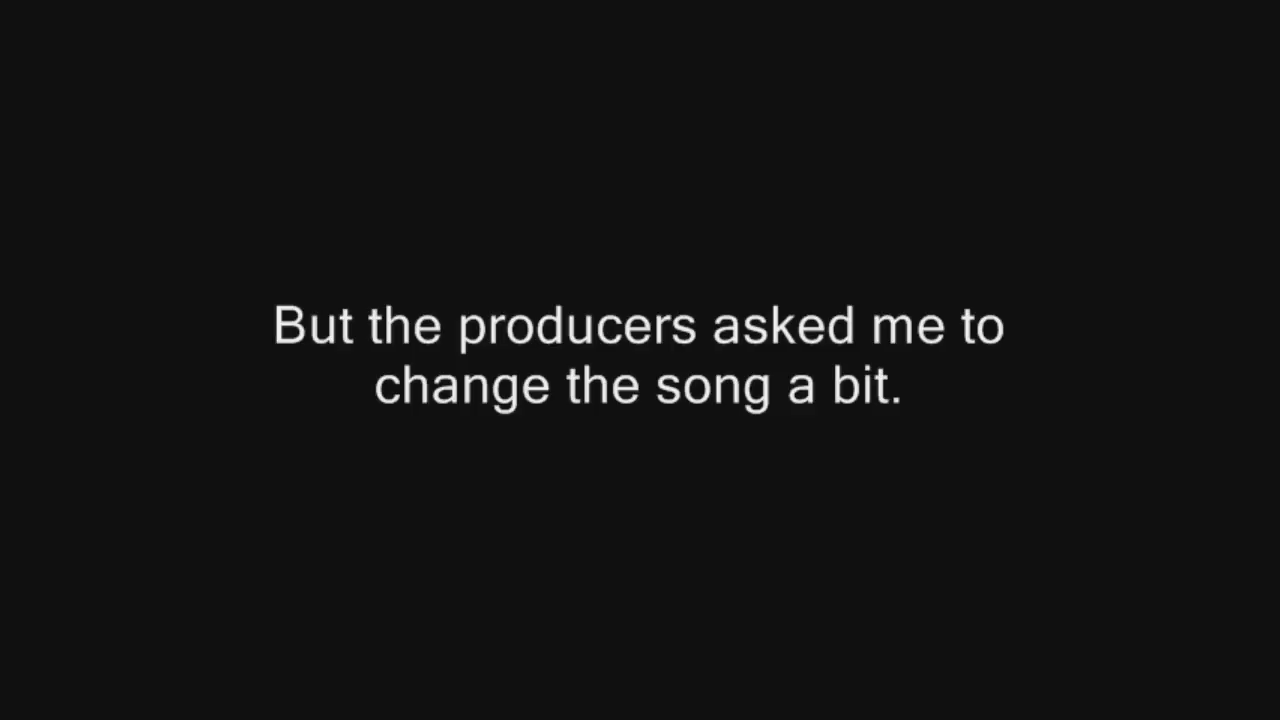 But the producers asked me to
change the song a bit.